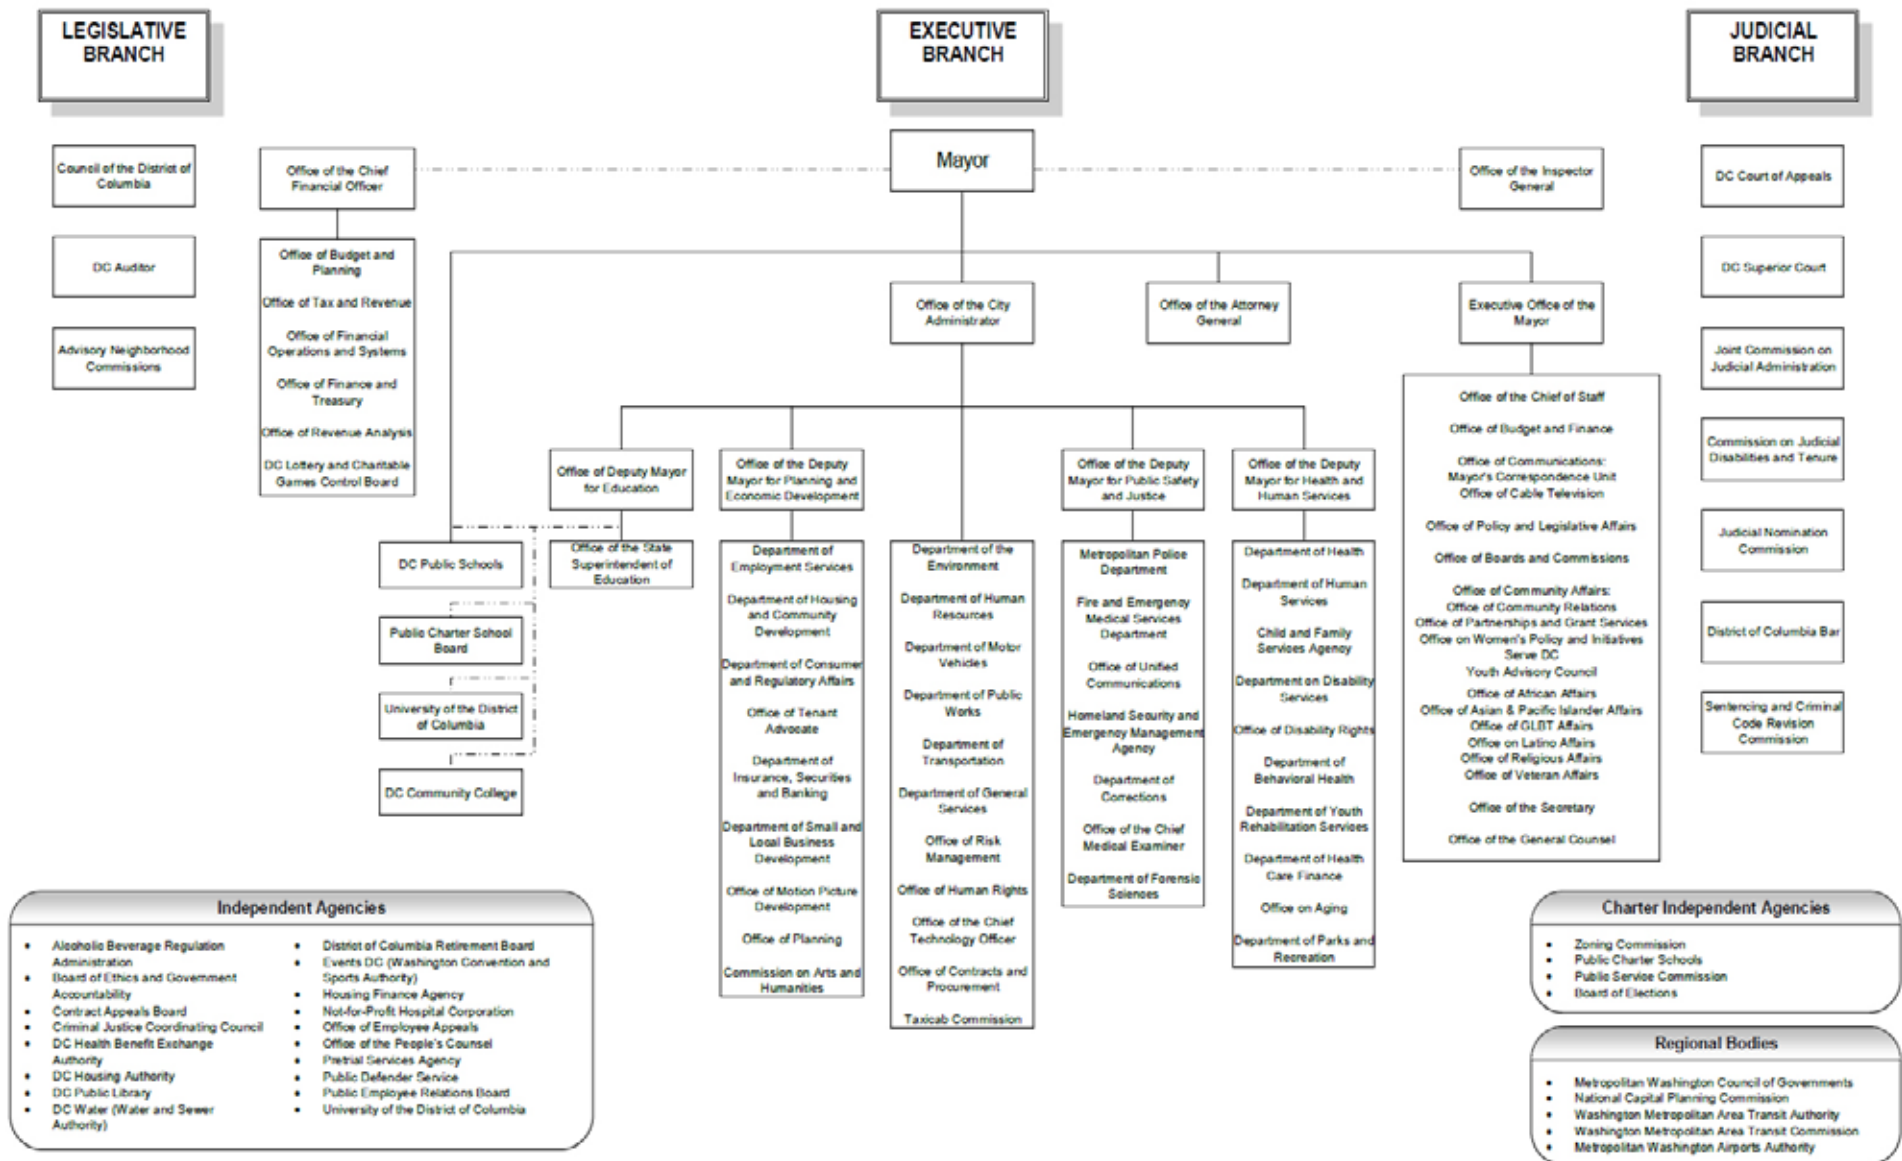 LEGISLATIVE
BRANCH
EXECUTIVE
BRANCH
JUDICIAL
BRANCH
Council of the District of
Columbia
DC Auditor
Advisory Neighborhood
Commissions
Office of the Chief
Financial Officer
Office of Budget and
Planning
Office of Tax and Revenue
Office of Financial
Operations and Systems
Office of Finance and
Treasury
Office of Revenue Analysis
DC Lottery and Charitable
Games Control Board
Mayor
Office of the Inspector
General
Office of the City
Administrator
Office of the Attorney
General
Executive Office of the
Mayor
Office of Deputy Mayor
for Education
Office of the Deputy
Mayor for Planning and
Economic Development
Office of the Deputy
Mayor for Public Safety
and Justice
Office of the Deputy
Mayor for Health and
Human Services
DC Public Schools
Public Charter School
Board
University of the District
of Columbia
DC Community College
Office of the State
Superintendent of
Education
Department of
Employment Services
Department of Housing
and Community
Development
Department of Consumer
and Regulatory Affairs
Office of Tenant
Advocate
Department of
Insurance, Securities
and Banking
Department of Small and
Local Business
Development
Office of Motion Picture
Development
Office of Planning
Commission on Arts and
Humanities
Department of the
Environment
Department of Human
Resources
Department of Motor
Vehicles
Department of Public
Works
Department of
Transportation
Department of General
Services
Office of Risk
Management
Office of Human Rights
Office of the Chief
Technology Officer
Office of Contracts and
Procurement
Taxicab Commission
Metropolitan Police
Department
Fire and Emergency
Medical Services
Department
Office of Unified
Communications
Homeland Security and
Emergency Management
Agency
Department of
Corrections
Office of the Chief
Medical Examiner
Department of Forensic
Sciences
Department of Health
Department of Human
Services
Child and Family
Services Agency
Department on Disability
Services
Office of Disability Rights
Department of
Behavioral Health
Department of Youth
Rehabilitation Services
Department of Health
Care Finance
Office on Aging
Department of Parks and
Recreation
Office of the Chief of Staff
Office of Budget and Finance
Office of Communications:
Mayor's Correspondence Unit
Office of Cable Television
Office of Policy and Legislative Affairs
Office of Boards and Commissions
Office of Community Affairs:
Office of Community Relations
Office of Partnerships and Grant Services
Office on Women's Policy and Initiatives
Serve DC
Youth Advisory Council
Office of African Affairs
Office of Asian & Pacific Islander Affairs
Office of GLBT Affairs
Office on Latino Affairs
Office of Religious Affairs
Office of Veteran Affairs
Office of the Secretary
Office of the General Counsel
DC Court of Appeals
DC Superior Court
Joint Commission on
Judicial Administration
Commission on Judicial
Disabilities and Tenure
Judicial Nomination
Commission
District of Columbia Bar
Sentencing and Criminal
Code Revision
Commission
Independent Agencies
• Alcoholic Beverage Regulation
Administration
• Board of Ethics and Government
Accountability
• Contract Appeals Board
• Criminal Justice Coordinating Council
• DC Health Benefit Exchange
Authority
• DC Housing Authority
• DC Public Library
• DC Water (Water and Sewer
Authority)
• District of Columbia Retirement Board
• Events DC (Washington Convention and
Sports Authority)
• Housing Finance Agency
• Not-for-Profit Hospital Corporation
• Office of Employee Appeals
• Office of the People's Counsel
• Pretrial Services Agency
• Public Defender Service
• Public Employee Relations Board
• University of the District of Columbia
Charter Independent Agencies
• Zoning Commission
• Public Charter Schools
• Public Service Commission
• Board of Elections
Regional Bodies
• Metropolitan Washington Council of Governments
• National Capital Planning Commission
• Washington Metropolitan Area Transit Authority
• Washington Metropolitan Area Transit Commission
• Metropolitan Washington Airports Authority